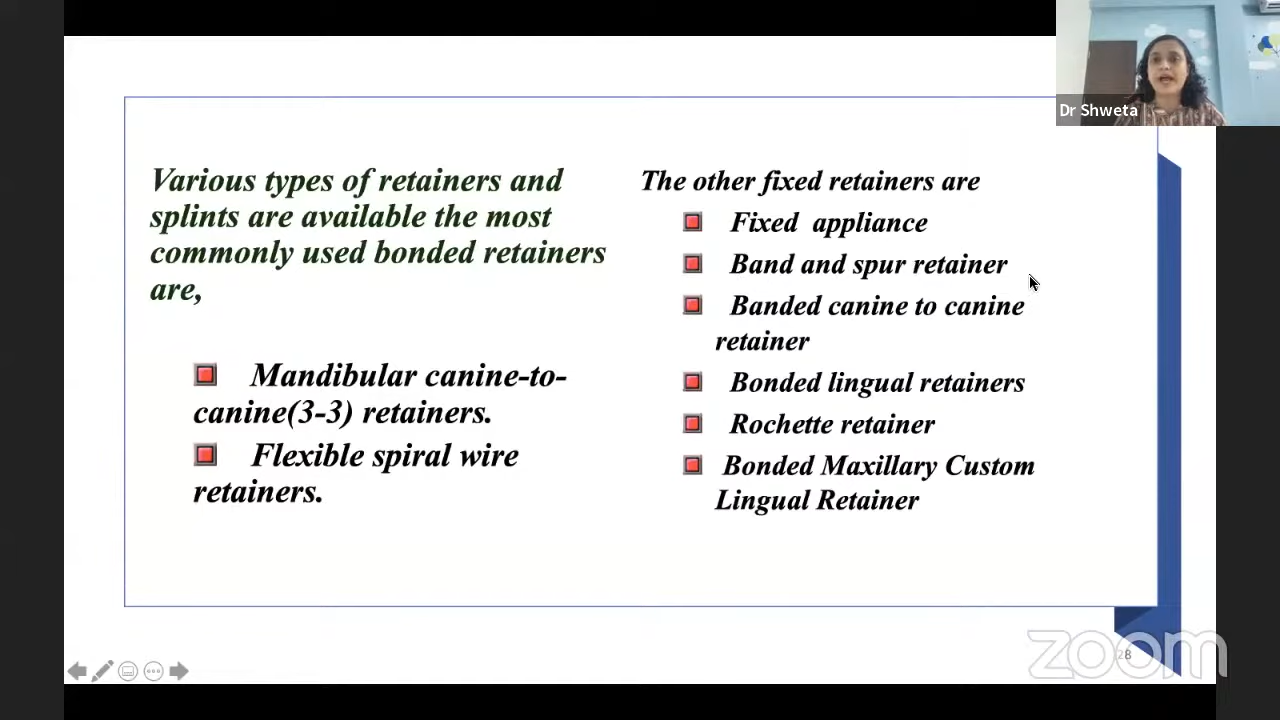 Dr Shweta
Various types of retainers and
splints are available the most
commonly used bonded retainers
are,
Mandibular canine-to-
canine(3-3) retainers.
Flexible spiral wire
retainers.
The other fixed retainers are
Fixed appliance
Band and spur retainer
Banded canine to canine
retainer
Bonded lingual retainers
Rochette retainer
Bonded Maxillary Custom
Lingual Retainer
zoom
28